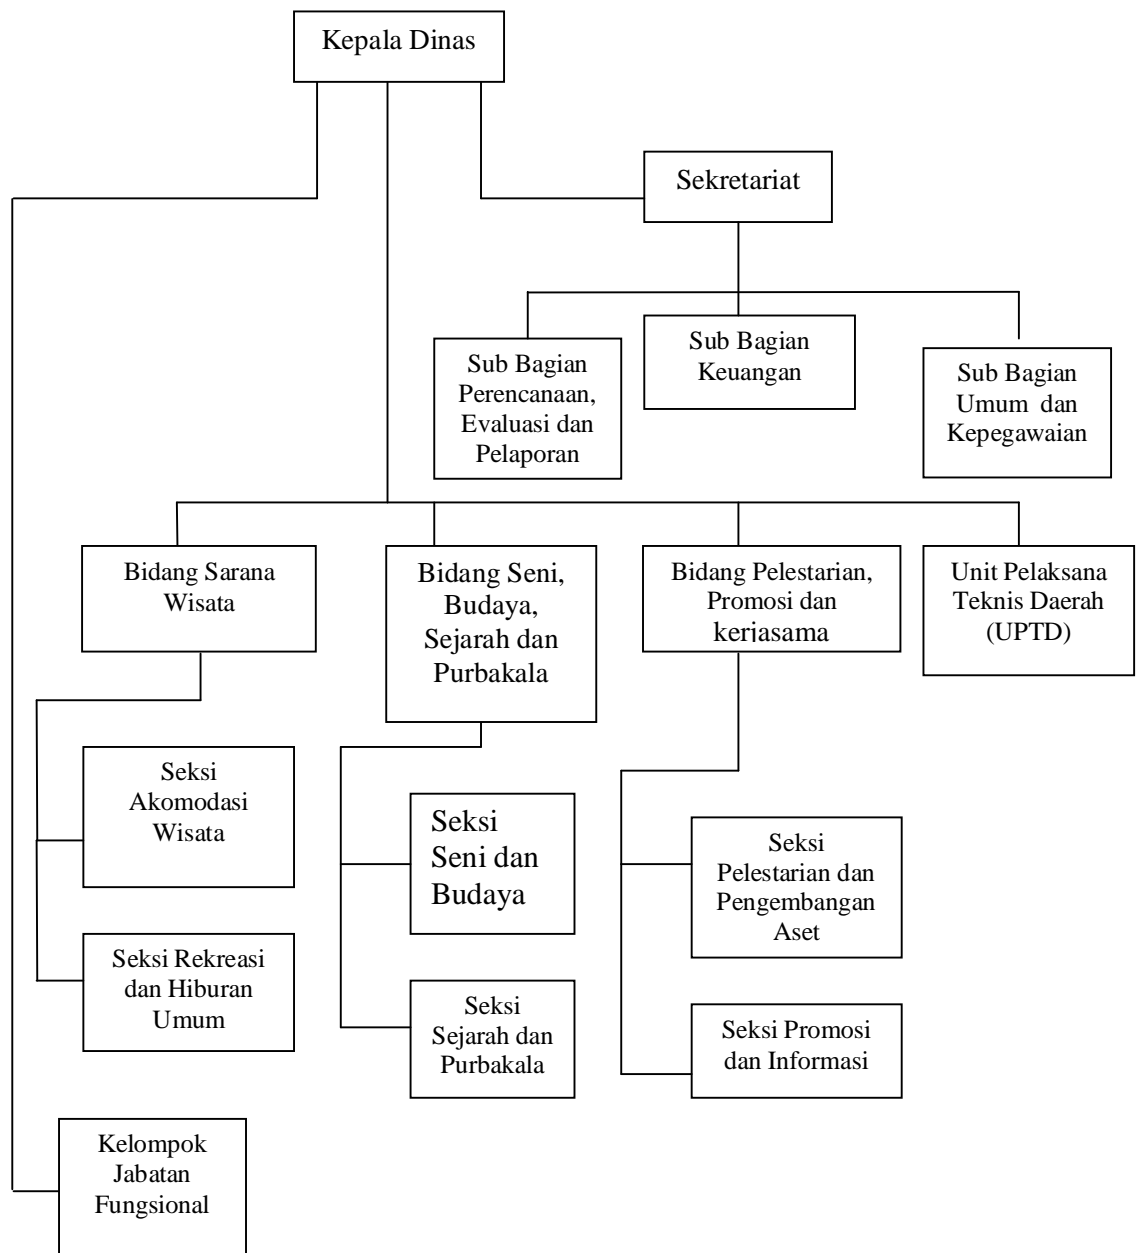 Kepala Dinas
Sekretariat
Sub Bagian
Perencanaan,
Evaluasi dan
Pelaporan
Sub Bagian
Keuangan
Sub Bagian
Umum dan
Kepegawaian
Bidang Sarana
Wisata
Bidang Seni,
Budaya,
Sejarah dan
Purbakala
Bidang Pelestarian,
Promosi dan
kerjasama
Unit Pelaksana
Teknis Daerah
(UPTD)
Seksi
Akomodasi
Wisata
Seksi
Seni dan
Budaya
Seksi
Pelestarian dan
Pengembangan
Aset
Seksi Rekreasi
dan Hiburan
Umum
Seksi
Sejarah dan
Purbakala
Seksi Promosi
dan Informasi
Kelompok
Jabatan
Fungsional